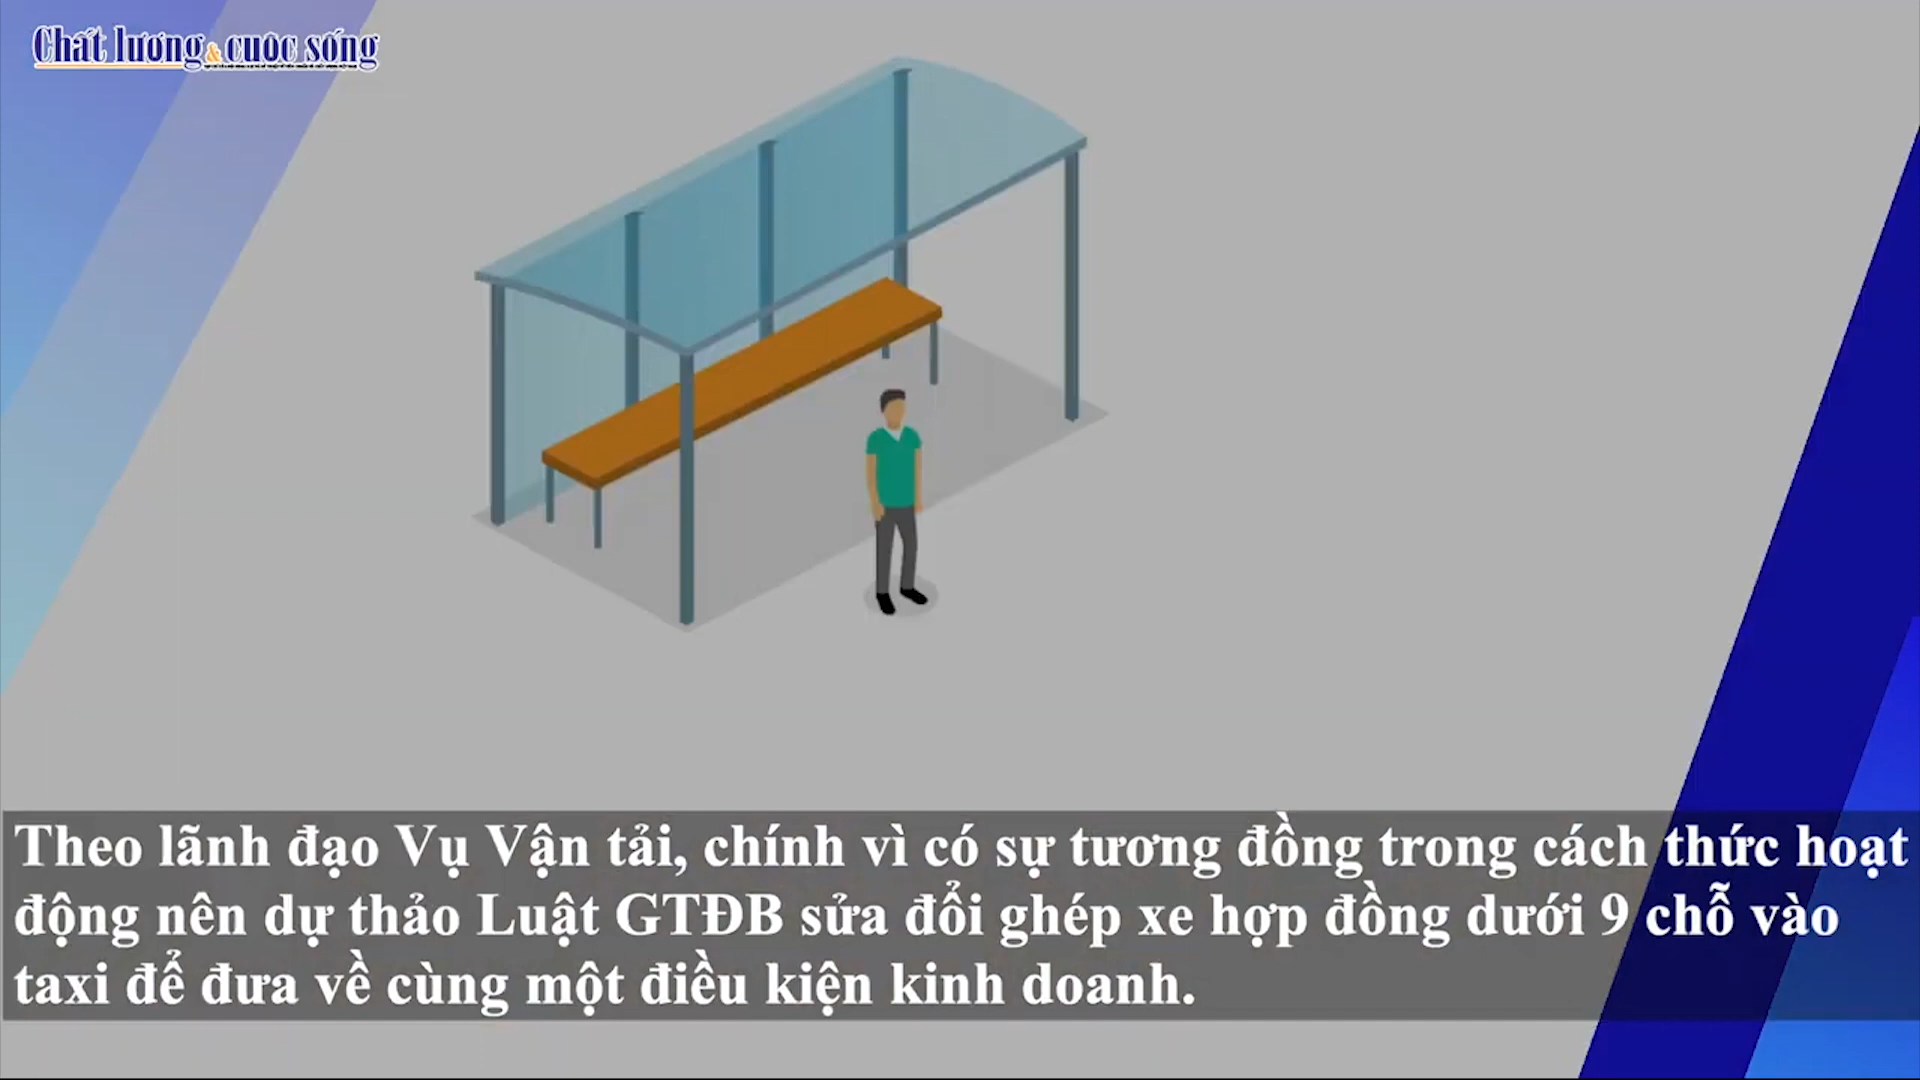 Chất lượng & cuộc sống
Theo lãnh đạo Vụ Vận tải, chính vì có sự tương đồng trong cách thức hoạt
động nên dự thảo Luật GTĐB sửa đổi ghép xe hợp đồng dưới 9 chỗ vào
taxi để đưa về cùng một điều kiện kinh doanh.